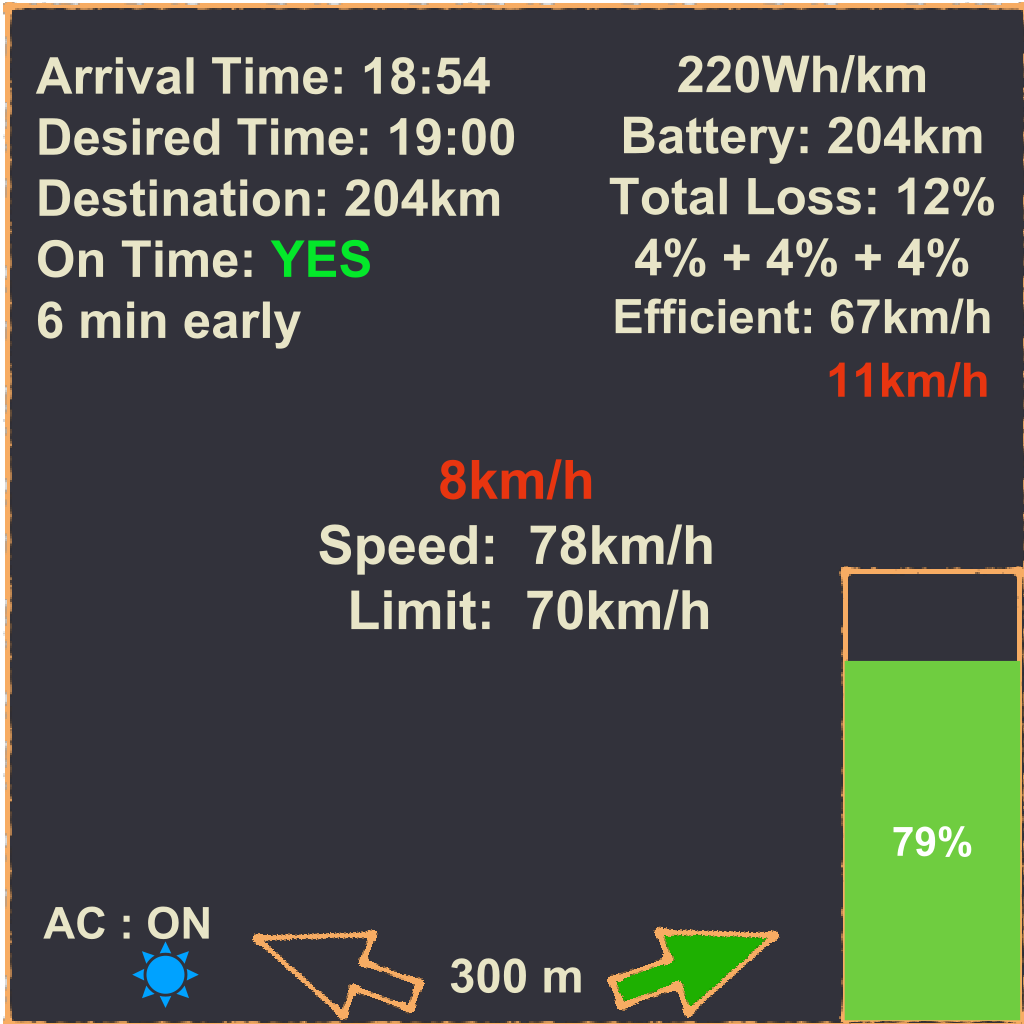 Arrival Time: 18:54
Desired Time: 19:00
Destination: 204km
On Time: YES
6 min early
220Wh/km
Battery: 204km
Total Loss: 12%
4% + 4% + 4%
Efficient: 67km/h
11km/h
8km/h
Speed: 78km/h
Limit: 70km/h
79%
AC : ON
300 m